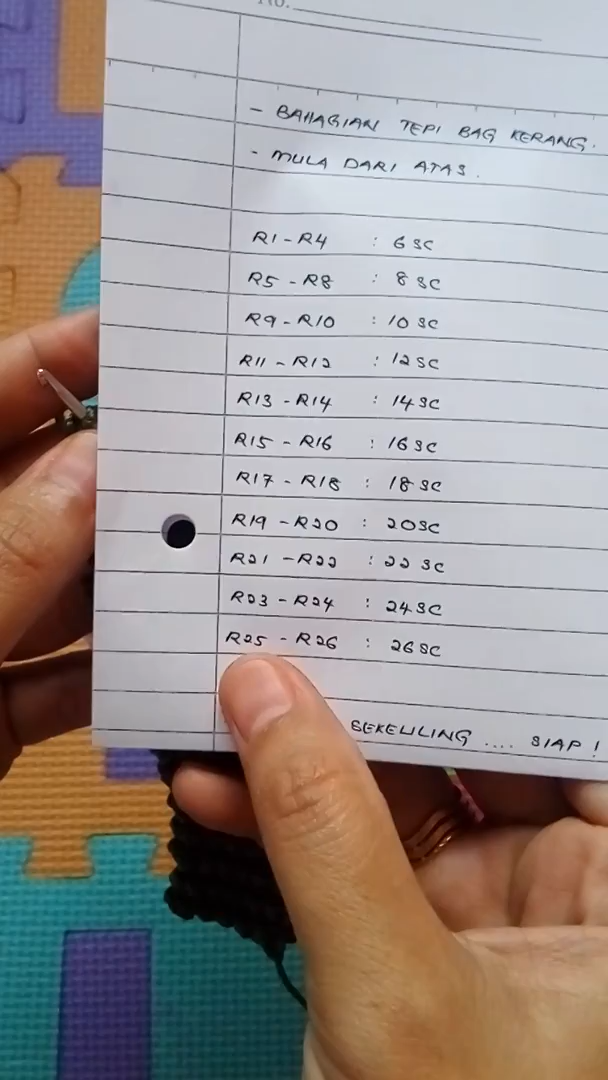 No.
- BAHAGIAN TEPI BAG KERANG.
- MULA DARI ATAS.
R1-R4 : 6 SC
R5 - R8 : 8 SC
R9 - R10 : 10 SC
R11 - R12 : 12 SC
R13 - R14 : 14 SC
R15 - R16 : 16 SC
R17 - R18 : 18 SC
R19 - R20 : 20 SC
R21 - R22 : 22 SC
R23 - R24 : 24 SC
R25 - R26 : 26 SC
SEKELILING .... SIAP !